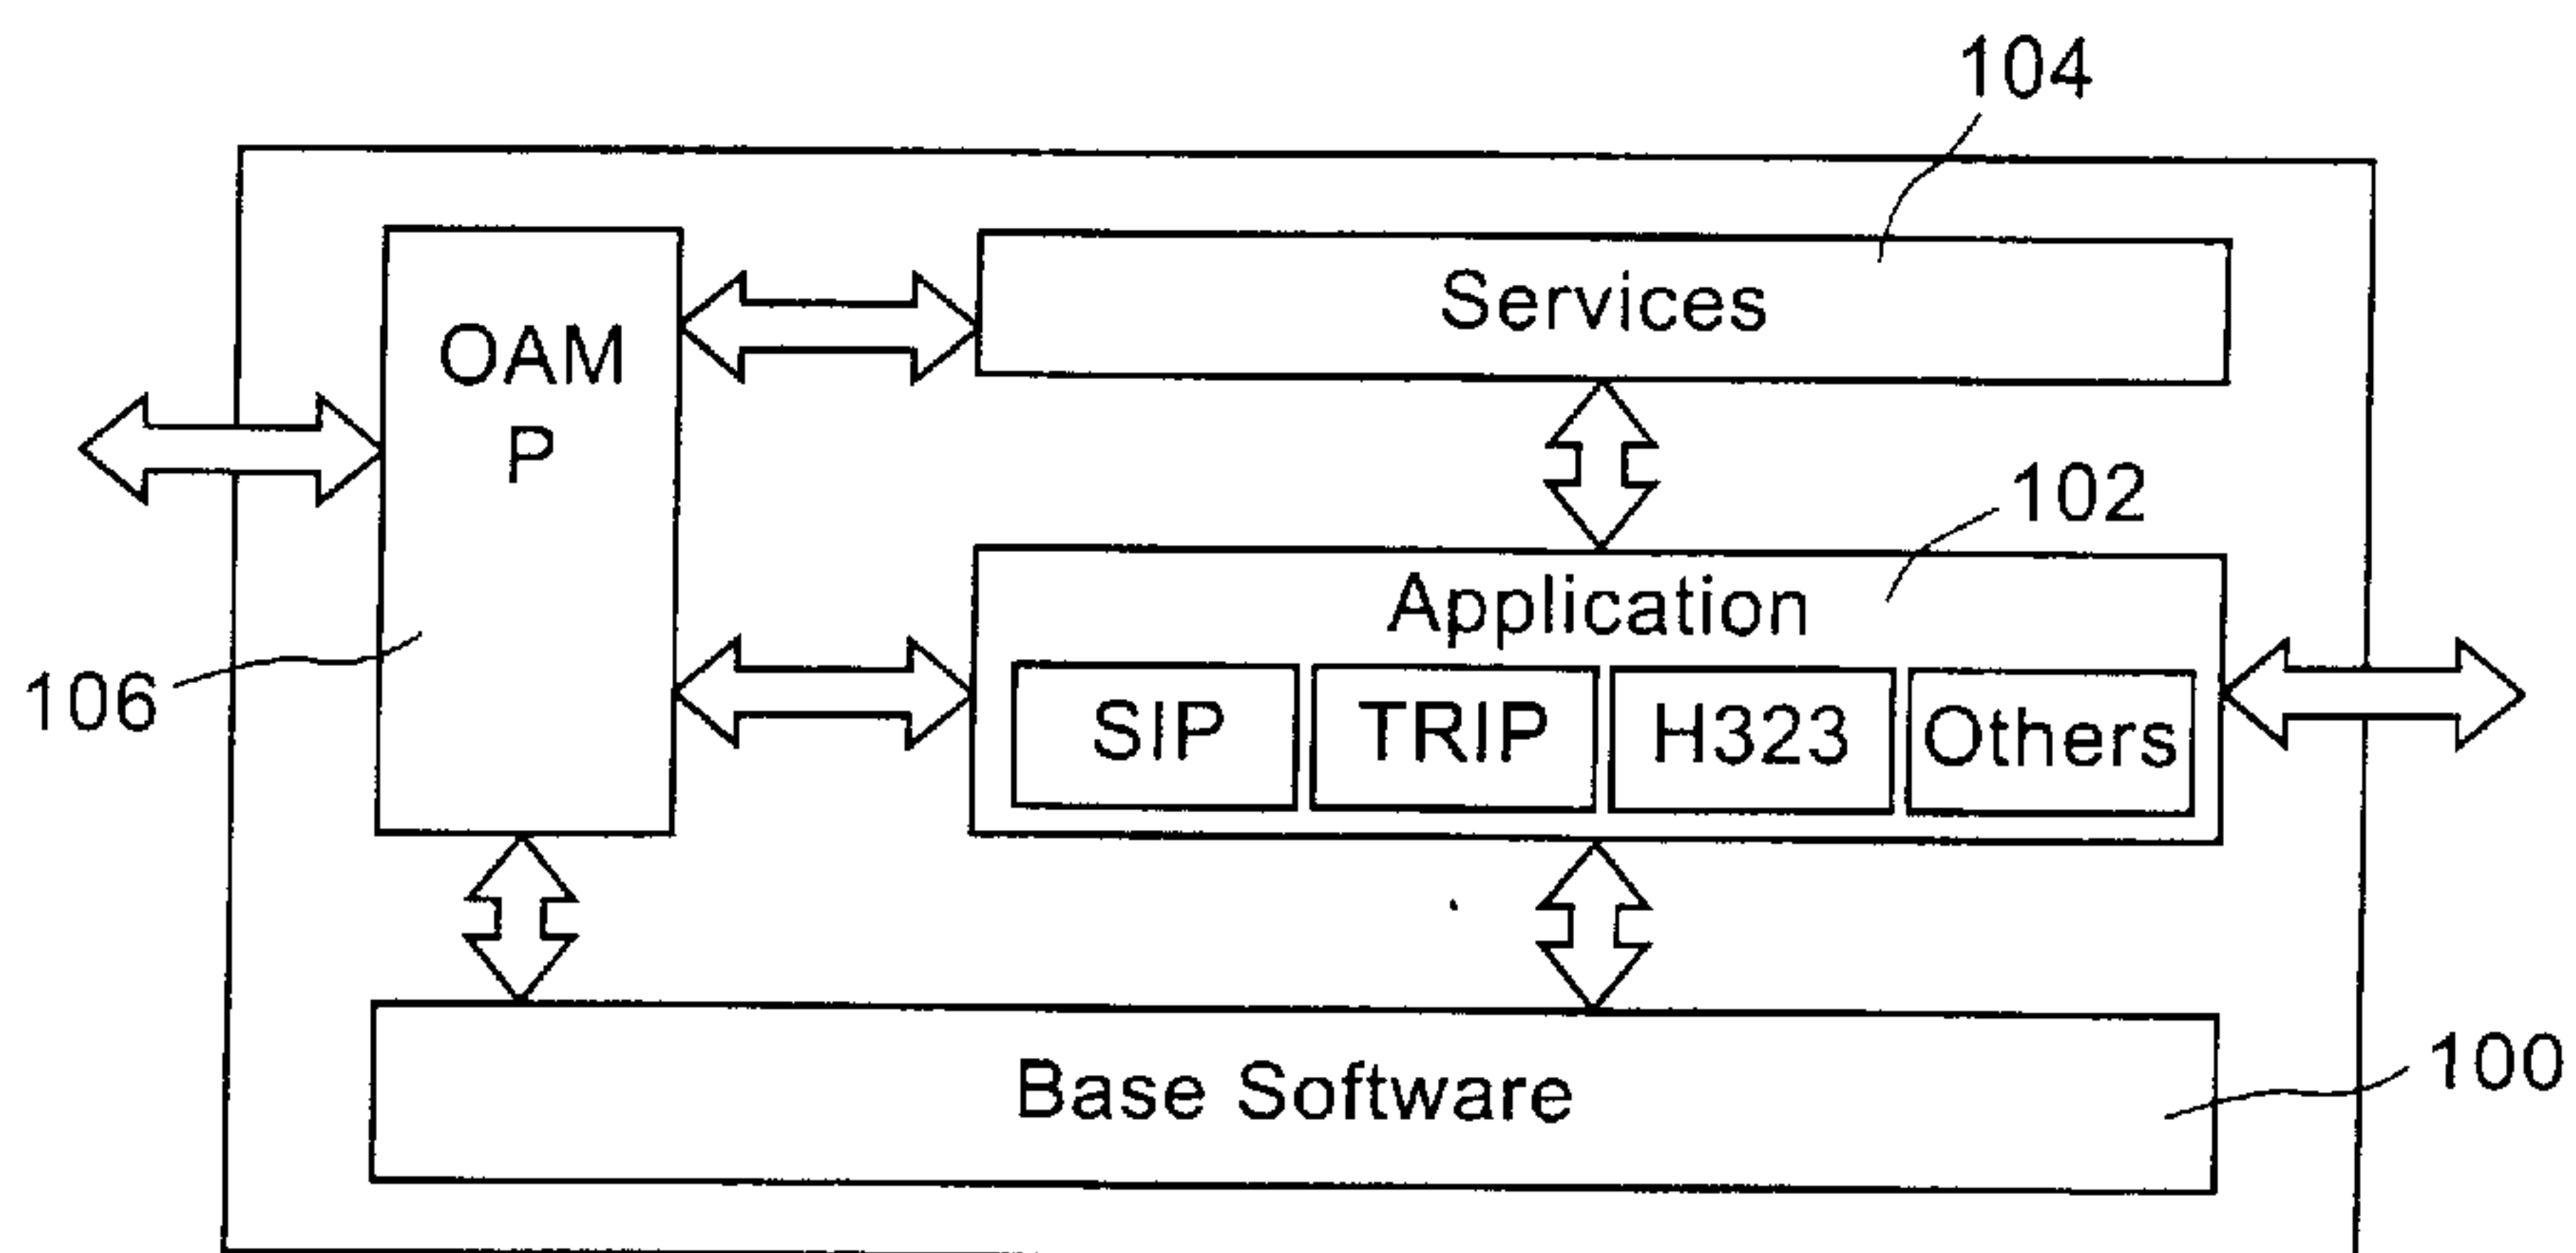 104
Services
OAM
P
102
Application
SIP TRIP H323 Others
106
Base Software
100